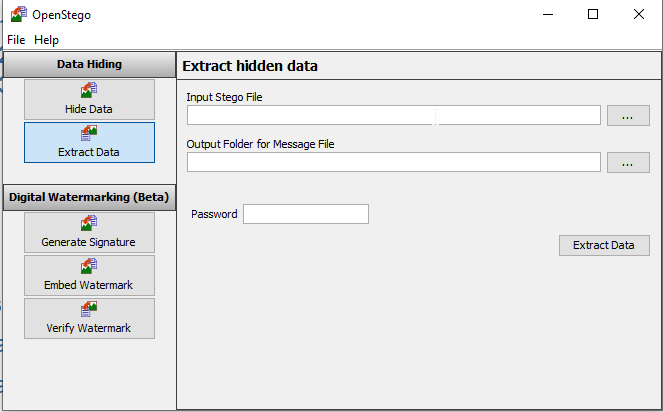 OpenStego
File Help
Data Hiding
Hide Data
Extract Data
Digital Watermarking (Beta)
Generate Signature
Embed Watermark
Verify Watermark
Extract hidden data
Input Stego File
...
Output Folder for Message File
...
Password
Extract Data